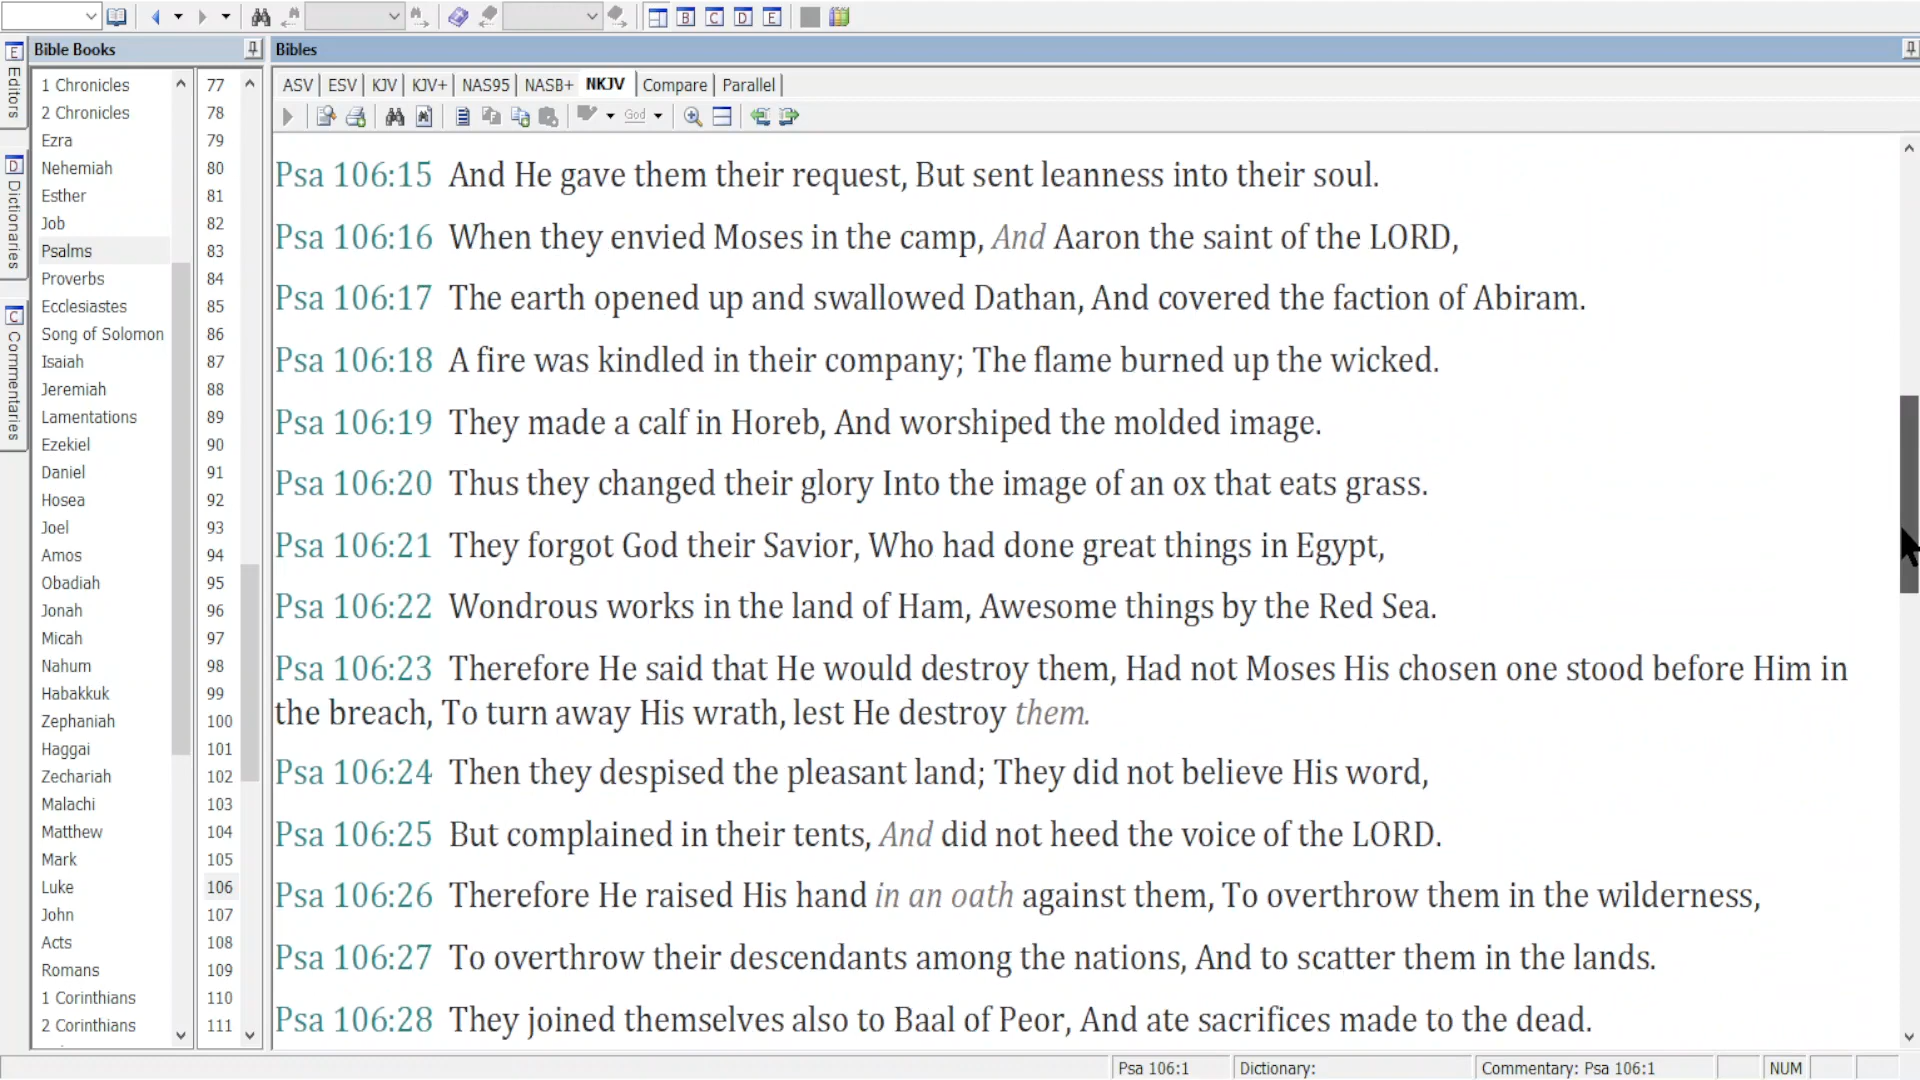 B C D E
Bible Books
Bibles
E Editors
D Dictionaries
C Commentaries
1 Chronicles
2 Chronicles
Ezra
Nehemiah
Esther
Job
Psalms
Proverbs
Ecclesiastes
Song of Solomon
Isaiah
Jeremiah
Lamentations
Ezekiel
Daniel
Hosea
Joel
Amos
Obadiah
Jonah
Micah
Nahum
Habakkuk
Zephaniah
Haggai
Zechariah
Malachi
Matthew
Mark
Luke
John
Acts
Romans
1 Corinthians
2 Corinthians
77
78
79
80
81
82
83
84
85
86
87
88
89
90
91
92
93
94
95
96
97
98
99
100
101
102
103
104
105
106
107
108
109
110
111
ASV ESV KJV KJV+ NAS95 NASB+ NKJV Compare Parallel
God
Psa 106:15 And He gave them their request, But sent leanness into their soul.
Psa 106:16 When they envied Moses in the camp, And Aaron the saint of the LORD,
Psa 106:17 The earth opened up and swallowed Dathan, And covered the faction of Abiram.
Psa 106:18 A fire was kindled in their company; The flame burned up the wicked.
Psa 106:19 They made a calf in Horeb, And worshiped the molded image.
Psa 106:20 Thus they changed their glory Into the image of an ox that eats grass.
Psa 106:21 They forgot God their Savior, Who had done great things in Egypt,
Psa 106:22 Wondrous works in the land of Ham, Awesome things by the Red Sea.
Psa 106:23 Therefore He said that He would destroy them, Had not Moses His chosen one stood before Him in
the breach, To turn away His wrath, lest He destroy them.
Psa 106:24 Then they despised the pleasant land; They did not believe His word,
Psa 106:25 But complained in their tents, And did not heed the voice of the LORD.
Psa 106:26 Therefore He raised His hand in an oath against them, To overthrow them in the wilderness,
Psa 106:27 To overthrow their descendants among the nations, And to scatter them in the lands.
Psa 106:28 They joined themselves also to Baal of Peor, And ate sacrifices made to the dead.
Psa 106:1 Dictionary: Commentary: Psa 106:1 NUM